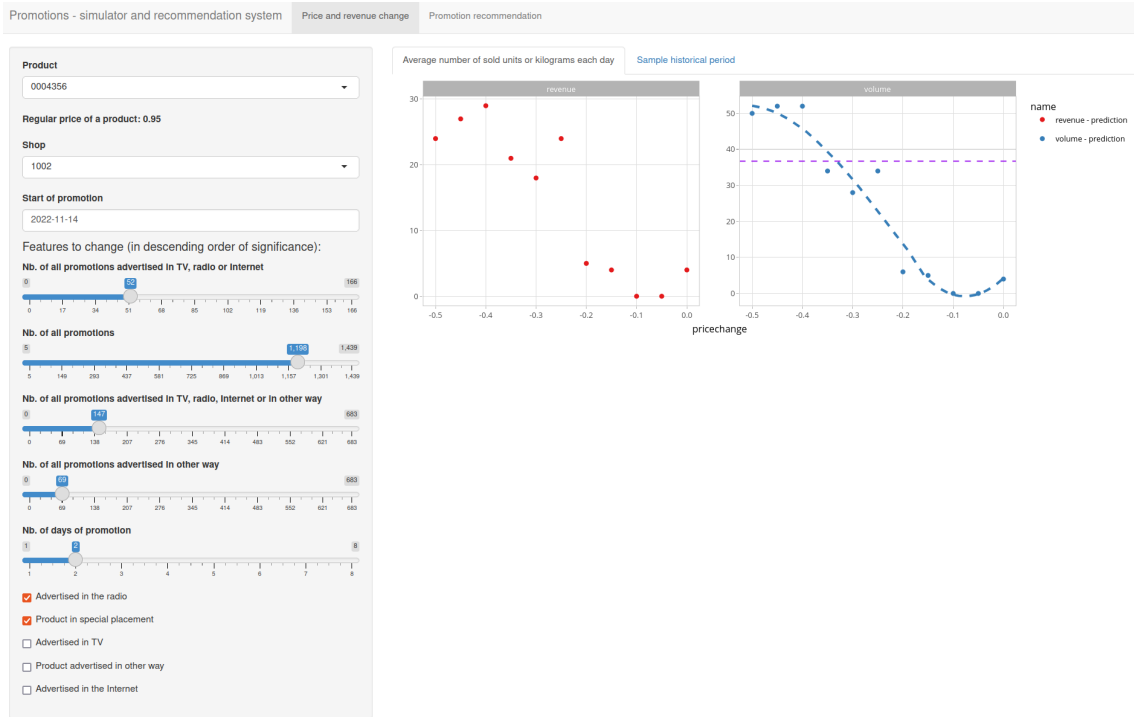 Promotions - simulator and recommendation system Price and revenue change Promotion recommendation
Product
0004356
Regular price of a product: 0.95
Shop
1002
Start of promotion
2022-11-14
Features to change (in descending order of significance):
Nb. of all promotions advertised in TV, radio or Internet
0 52 166
0 17 34 51 68 85 102 119 136 153 166
Nb. of all promotions
5 1,198 1,439
5 149 293 437 581 725 869 1,013 1,157 1,301 1,439
Nb. of all promotions advertised in TV, radio, Internet or in other way
0 147 683
0 69 138 207 276 345 414 483 552 621 683
Nb. of all promotions advertised in other way
0 69 683
0 69 138 207 276 345 414 483 552 621 683
Nb. of days of promotion
1 2 8
1 2 3 4 5 6 7 8
Advertised in the radio
Product in special placement
Advertised in TV
Product advertised in other way
Advertised in the Internet
Average number of sold units or kilograms each day Sample historical period
revenue
30
20
10
0
-0.5 -0.4 -0.3 -0.2 -0.1 0.0
volume
50
40
30
20
10
0
-0.5 -0.4 -0.3 -0.2 -0.1 0.0
pricechange
name
revenue - prediction
volume - prediction